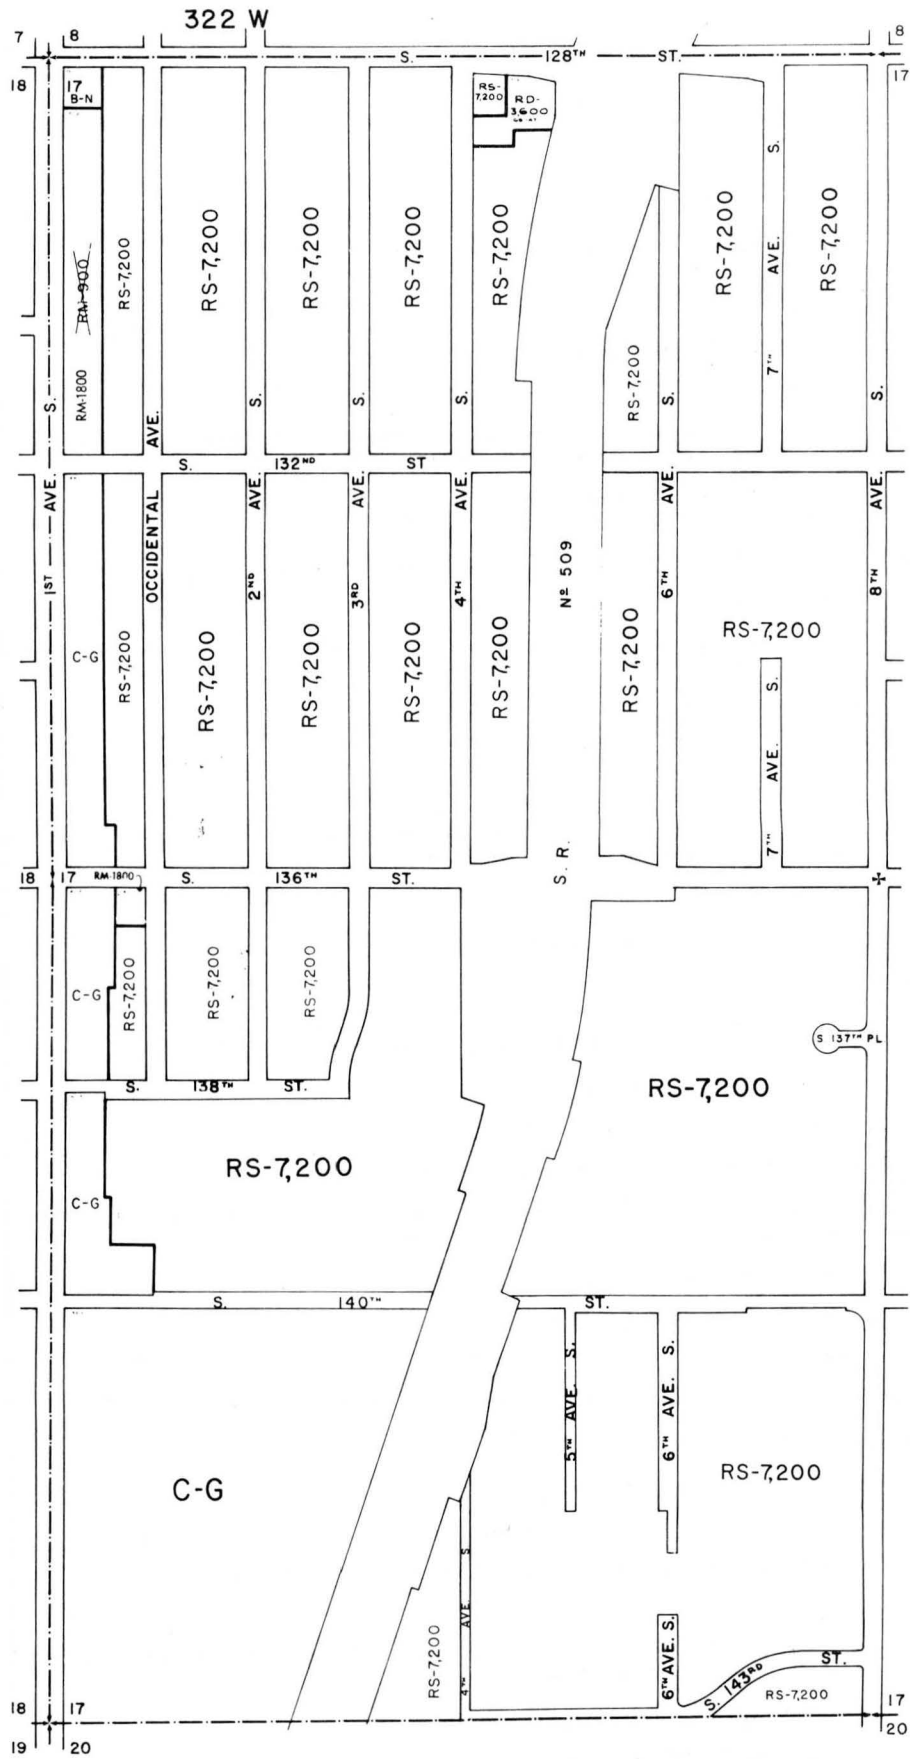 322 W
7 8 8
S. 128TH ST.
18 17 17
B-N
RS-7,200
RD-3,600
RM-900
RM-1800
RS-7,200
RS-7,200
RS-7,200
RS-7,200
RS-7,200
RS-7,200
RS-7,200
RS-7,200
1ST AVE. S.
OCCIDENTAL AVE.
2ND AVE. S.
3RD AVE. S.
4TH AVE. S.
6TH AVE. S.
7TH AVE. S.
8TH AVE. S.
S. 132ND ST
C-G
RS-7,200
RS-7,200
RS-7,200
RS-7,200
RS-7,200
S. R. Nº 509
RS-7,200
RS-7,200
7TH AVE. S.
18 17
RM-1800
S. 136TH ST.
C-G
RS-7,200
RS-7,200
RS-7,200
S 137TH PL
S. 138TH ST.
RS-7,200
RS-7,200
C-G
S. 140TH ST.
C-G
5TH AVE. S.
6TH AVE. S.
RS-7,200
RS-7,200
4TH AVE. S
6TH AVE. S.
S. 143RD ST.
RS-7,200
18 17 17
19 20 20